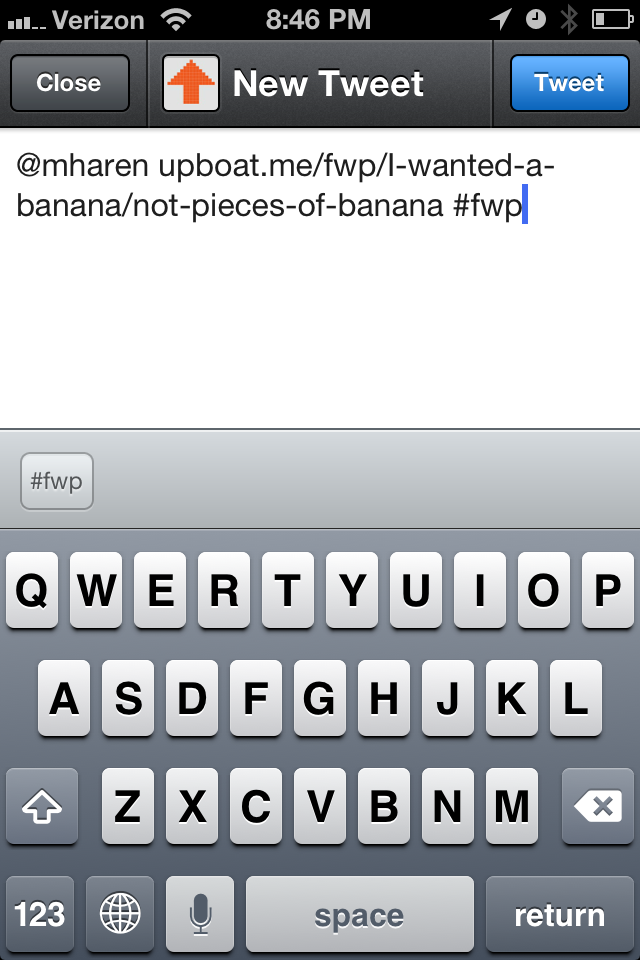 Verizon 8:46 PM
Close New Tweet Tweet
@mharen upboat.me/fwp/I-wanted-a-
banana/not-pieces-of-banana #fwp
#fwp
Q W E R T Y U I O P
A S D F G H J K L
Z X C V B N M
123 space return